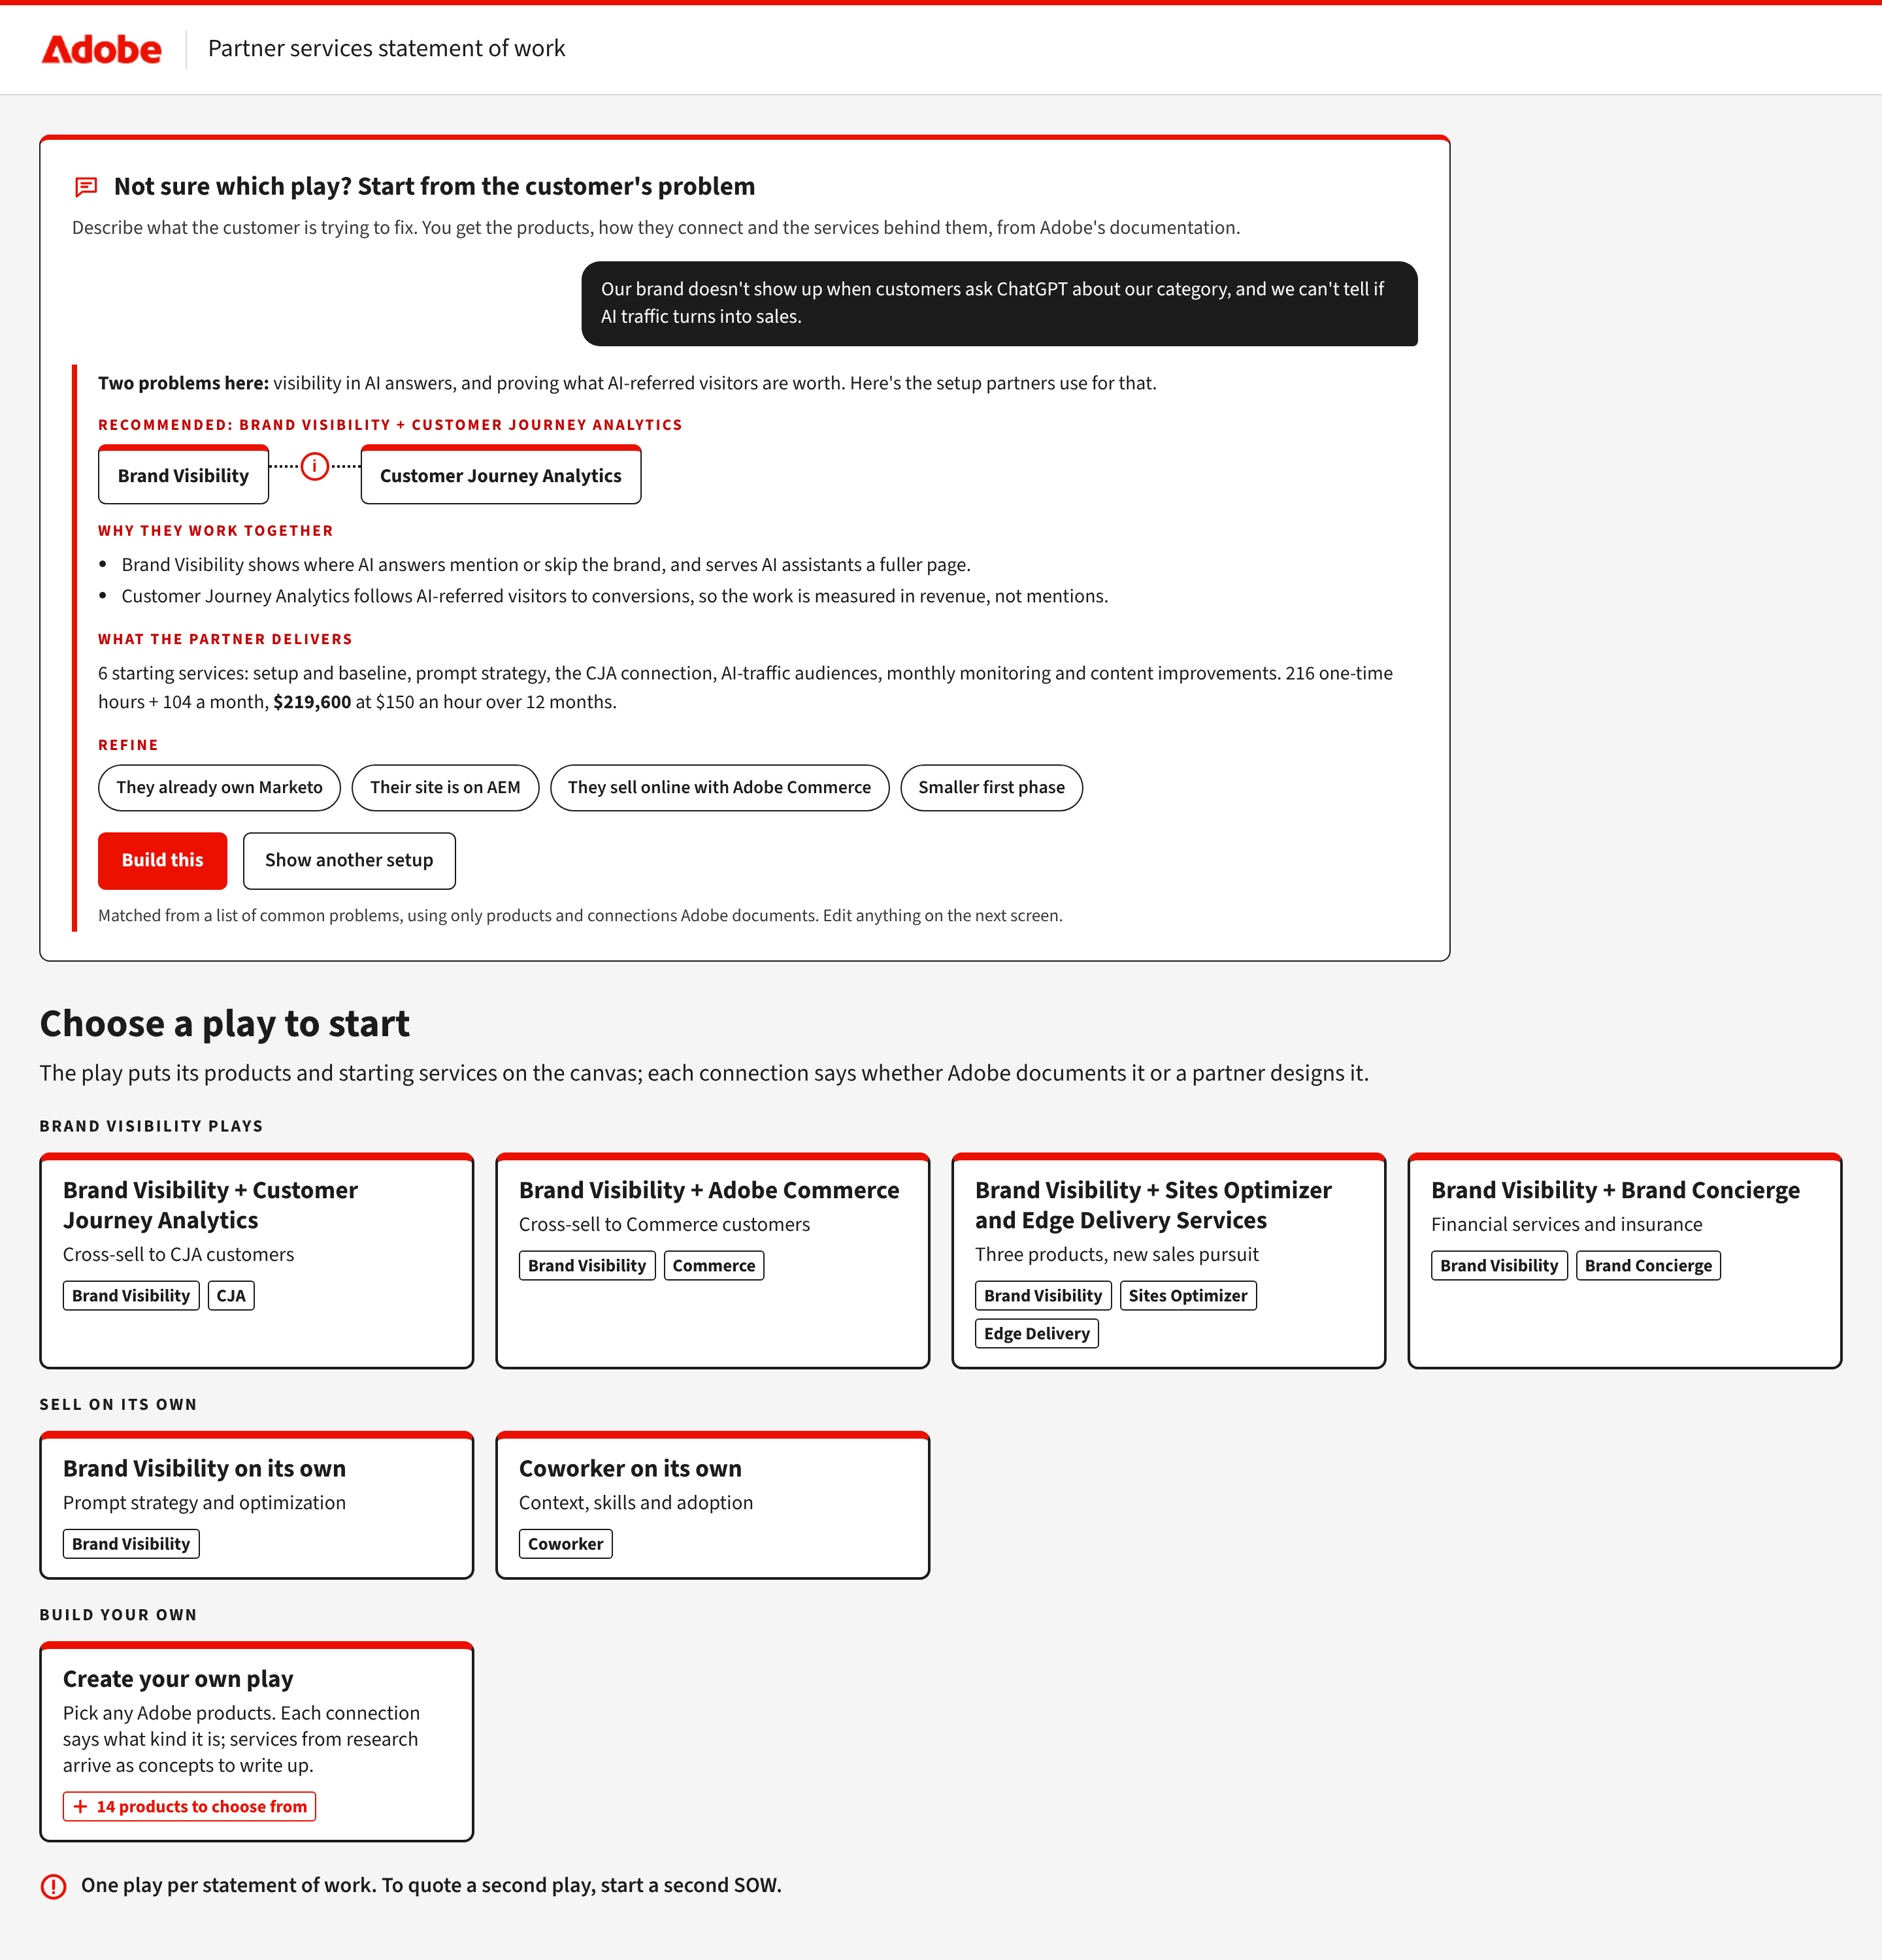 Adobe
Partner services statement of work
Not sure which play? Start from the customer's problem
Describe what the customer is trying to fix. You get the products, how they connect and the services behind them, from Adobe's documentation.
Our brand doesn't show up when customers ask ChatGPT about our category, and we can't tell if
AI traffic turns into sales.
Two problems here: visibility in AI answers, and proving what AI-referred visitors are worth. Here's the setup partners use for that.
RECOMMENDED: BRAND VISIBILITY + CUSTOMER JOURNEY ANALYTICS
Brand Visibility
i
Customer Journey Analytics
WHY THEY WORK TOGETHER
• Brand Visibility shows where AI answers mention or skip the brand, and serves AI assistants a fuller page.
• Customer Journey Analytics follows AI-referred visitors to conversions, so the work is measured in revenue, not mentions.
WHAT THE PARTNER DELIVERS
6 starting services: setup and baseline, prompt strategy, the CJA connection, AI-traffic audiences, monthly monitoring and content improvements. 216 one-time
hours + 104 a month, $219,600 at $150 an hour over 12 months.
REFINE
They already own Marketo
Their site is on AEM
They sell online with Adobe Commerce
Smaller first phase
Build this
Show another setup
Matched from a list of common problems, using only products and connections Adobe documents. Edit anything on the next screen.
Choose a play to start
The play puts its products and starting services on the canvas; each connection says whether Adobe documents it or a partner designs it.
BRAND VISIBILITY PLAYS
Brand Visibility + Customer
Journey Analytics
Cross-sell to CJA customers
Brand Visibility
CJA
Brand Visibility + Adobe Commerce
Cross-sell to Commerce customers
Brand Visibility
Commerce
Brand Visibility + Sites Optimizer
and Edge Delivery Services
Three products, new sales pursuit
Brand Visibility
Sites Optimizer
Edge Delivery
Brand Visibility + Brand Concierge
Financial services and insurance
Brand Visibility
Brand Concierge
SELL ON ITS OWN
Brand Visibility on its own
Prompt strategy and optimization
Brand Visibility
Coworker on its own
Context, skills and adoption
Coworker
BUILD YOUR OWN
Create your own play
Pick any Adobe products. Each connection
says what kind it is; services from research
arrive as concepts to write up.
+ 14 products to choose from
One play per statement of work. To quote a second play, start a second SOW.